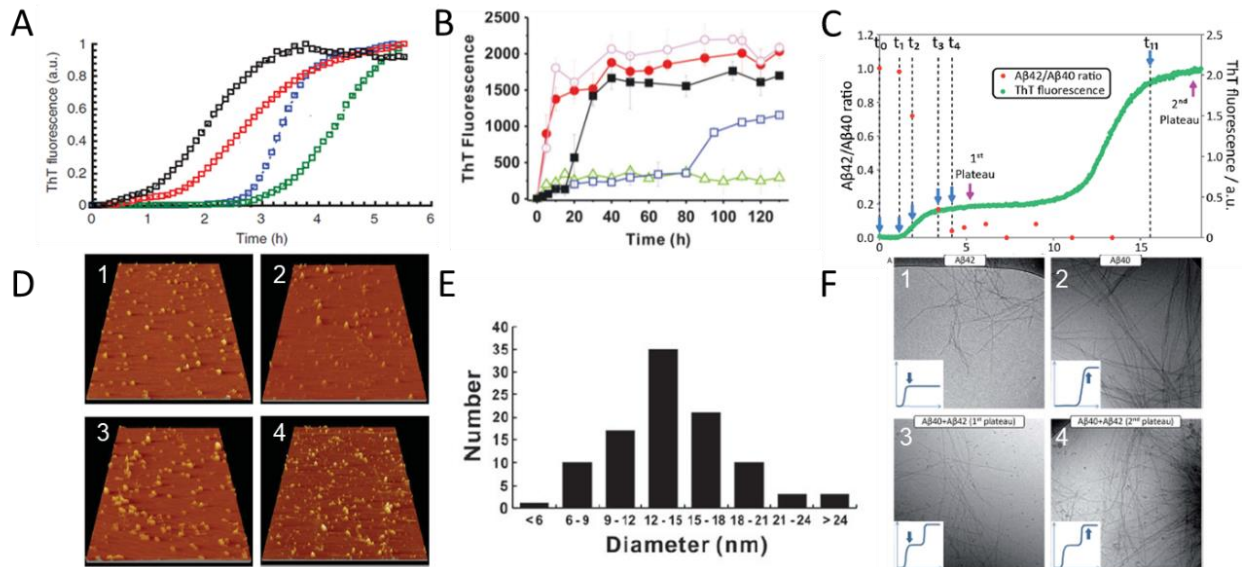 A
ThT fluorescence (a.u.)
1
0.8
0.6
0.4
0.2
0
0 1 2 3 4 5 6
Time (h)
B
ThT Fluorescence
2500
2250
2000
1750
1500
1250
1000
750
500
250
0
0 20 40 60 80 100 120
Time (h)
C
Aβ42/Aβ40 ratio
1.2
1.0
0.8
0.6
0.4
0.2
0.0
t0 t1 t2 t3 t4 t11
Aβ42/Aβ40 ratio
ThT fluorescence
1st
Plateau
2nd
Plateau
2.5
2.0
1.5
1.0
0.5
0
ThT fluorescence / a.u.
0 5 10 15
D
1
2
3
4
E
Number
40
35
30
25
20
15
10
5
0
< 6 6 - 9 9 - 12 12 - 15 15 - 18 18 - 21 21 - 24 > 24
Diameter (nm)
F
A
Aβ42
1
Aβ40
2
Aβ40+Aβ42 (1st plateau)
3
Aβ40+Aβ42 (2nd plateau)
4